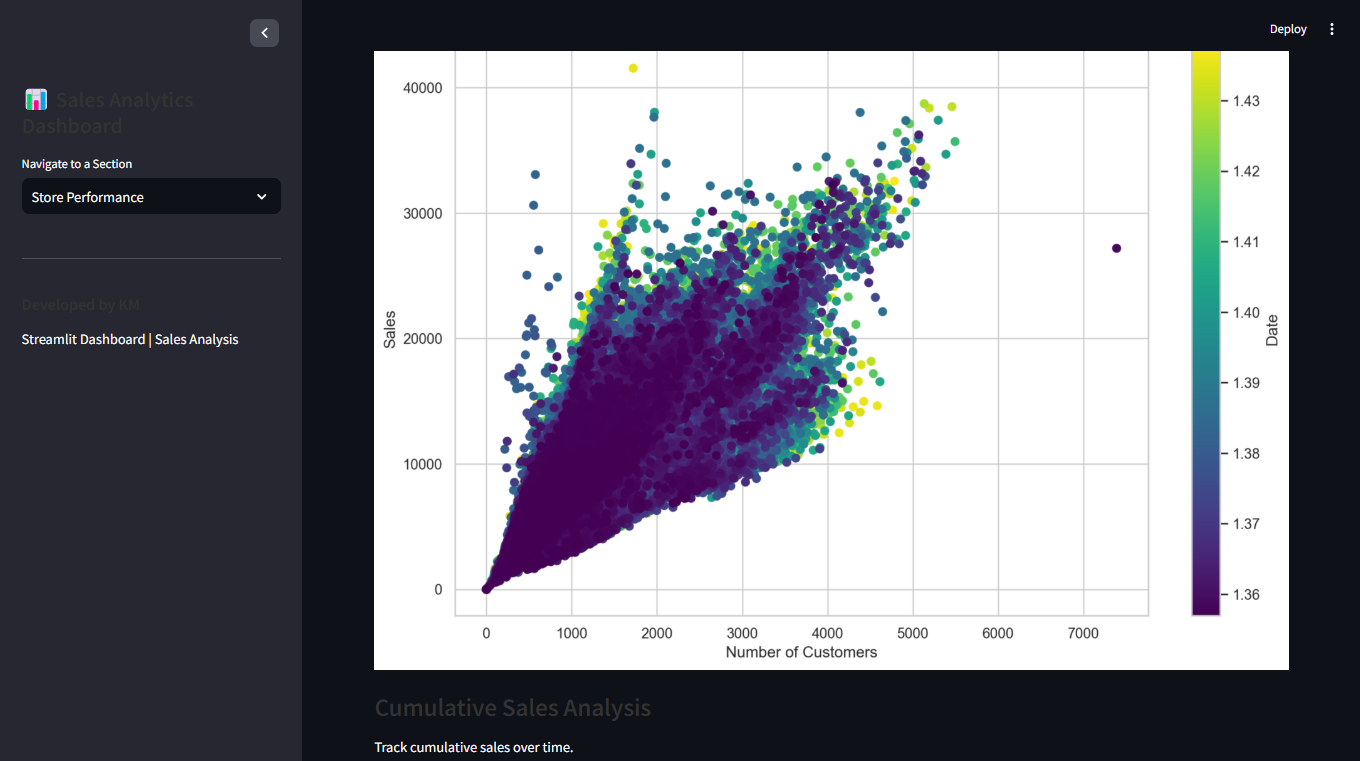 Deploy
📊 Sales Analytics
Dashboard
Navigate to a Section
Store Performance
Developed by KM
Streamlit Dashboard | Sales Analysis
40000
30000
20000
10000
0
Sales
0 1000 2000 3000 4000 5000 6000 7000
Number of Customers
1.43
1.42
1.41
1.40
1.39
1.38
1.37
1.36
Date
Cumulative Sales Analysis
Track cumulative sales over time.